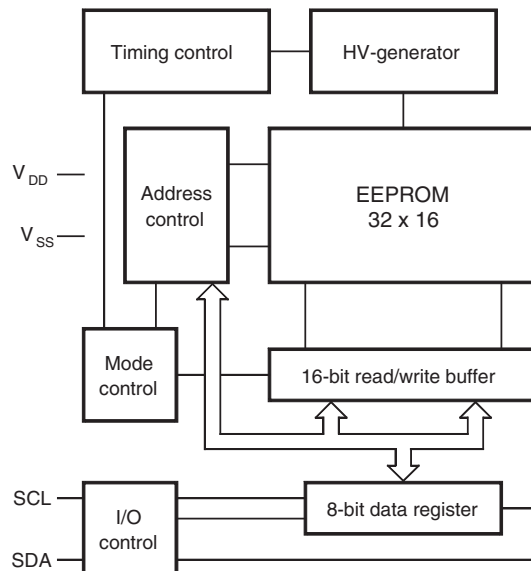 Timing control
HV-generator
V DD
V SS
Address
control
EEPROM
32 x 16
Mode
control
16-bit read/write buffer
SCL
SDA
I/O
control
8-bit data register